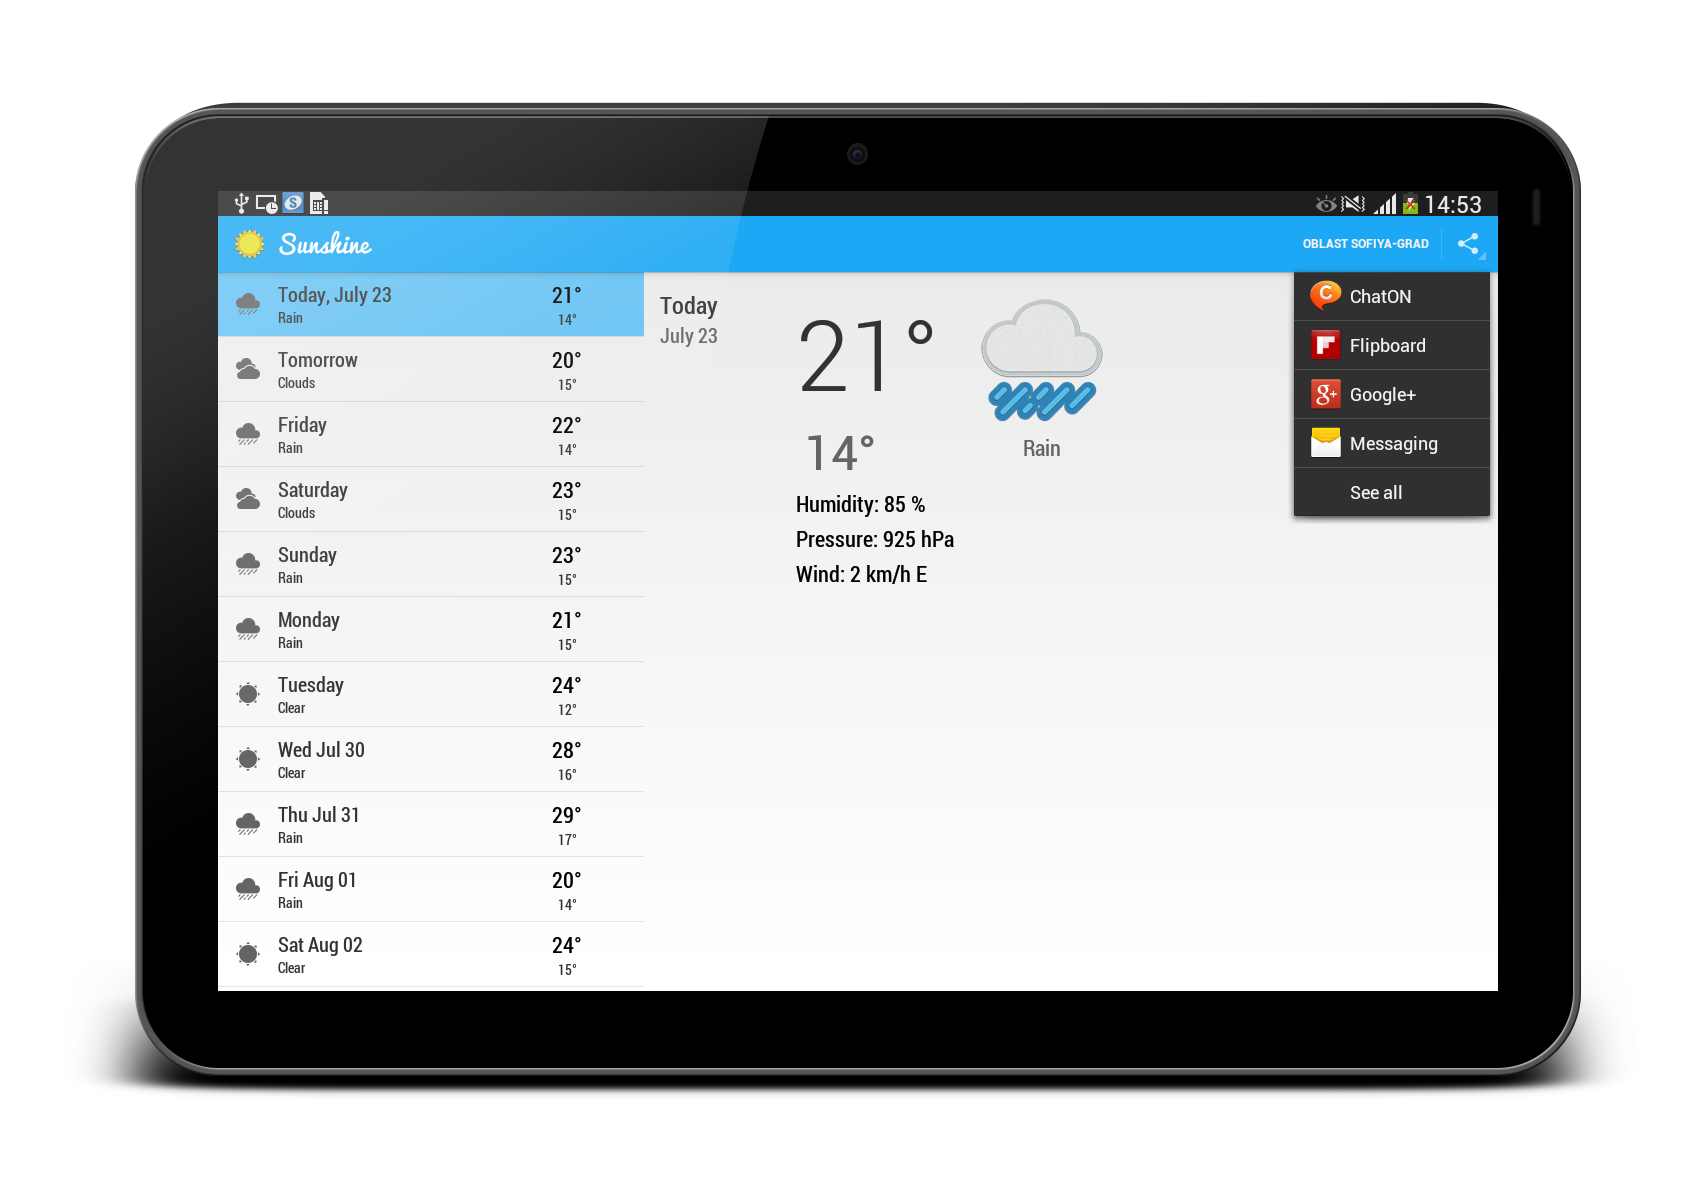 14:53
Sunshine
OBLAST SOFIYA-GRAD
Today, July 23
Rain
21°
14°
Tomorrow
Clouds
20°
15°
Friday
Rain
22°
14°
Saturday
Clouds
23°
15°
Sunday
Rain
23°
15°
Monday
Rain
21°
15°
Tuesday
Clear
24°
12°
Wed Jul 30
Clear
28°
16°
Thu Jul 31
Rain
29°
17°
Fri Aug 01
Rain
20°
14°
Sat Aug 02
Clear
24°
15°
Today
July 23
21°
14°
Rain
Humidity: 85 %
Pressure: 925 hPa
Wind: 2 km/h E
ChatON
Flipboard
Google+
Messaging
See all